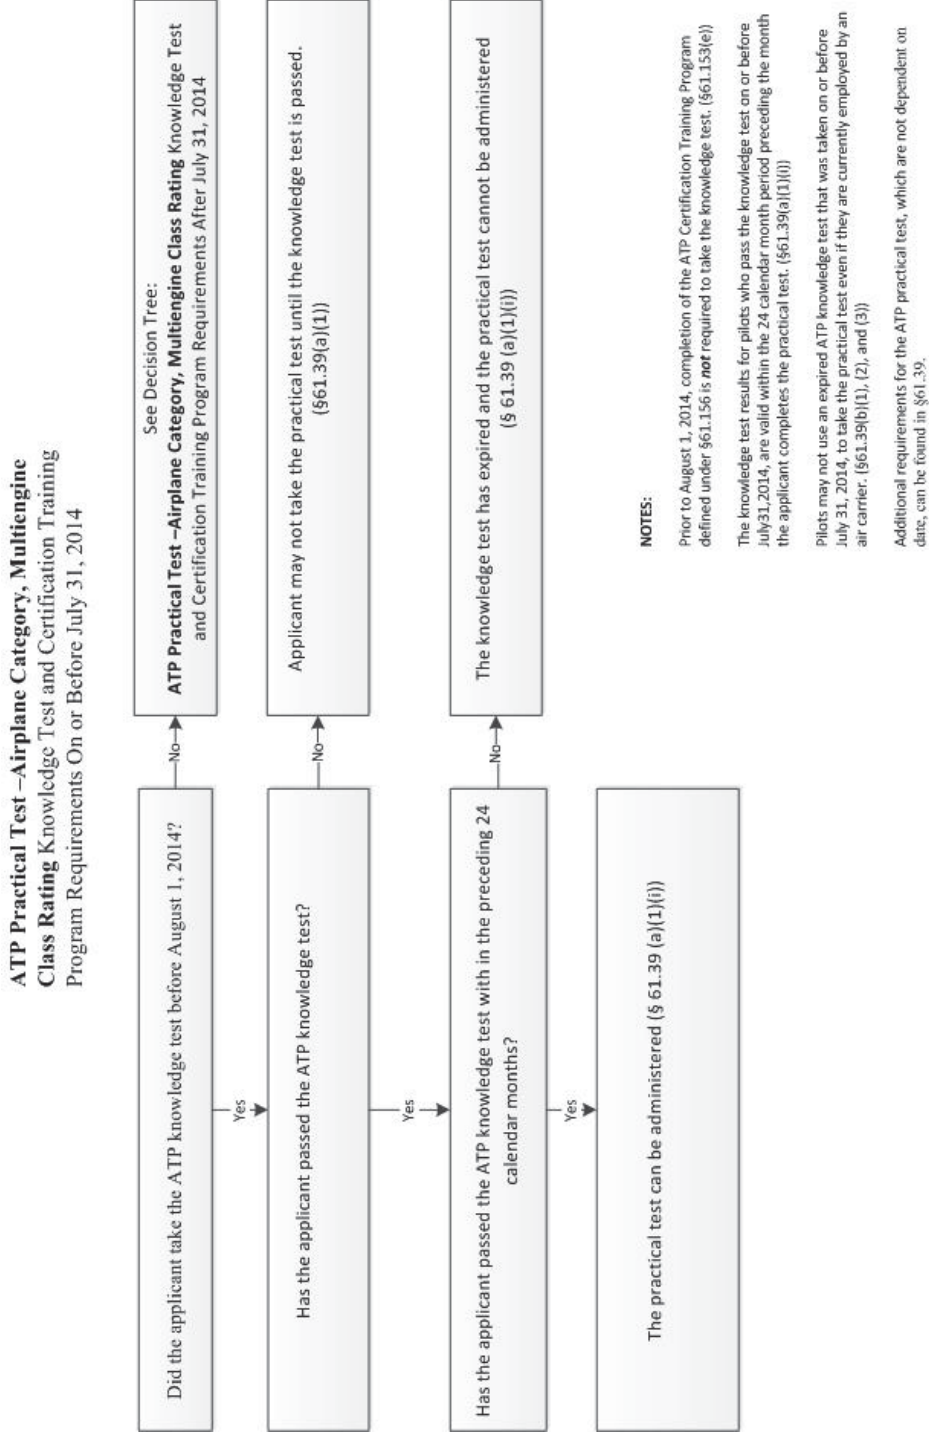 ATP Practical Test –Airplane Category, Multiengine
Class Rating Knowledge Test and Certification Training
Program Requirements On or Before July 31, 2014
Did the applicant take the ATP knowledge test before August 1, 2014?
No
See Decision Tree:
ATP Practical Test –Airplane Category, Multiengine Class Rating Knowledge Test
and Certification Training Program Requirements After July 31, 2014
Yes
Has the applicant passed the ATP knowledge test?
No
Applicant may not take the practical test until the knowledge test is passed.
(§61.39(a)(1))
Yes
Has the applicant passed the ATP knowledge test with in the preceding 24
calendar months?
No
The knowledge test has expired and the practical test cannot be administered
(§ 61.39 (a)(1)(i))
Yes
The practical test can be administered (§ 61.39 (a)(1)(i))
NOTES:
Prior to August 1, 2014, completion of the ATP Certification Training Program
defined under §61.156 is not required to take the knowledge test. (§61.153(e))
The knowledge test results for pilots who pass the knowledge test on or before
July31,2014, are valid within the 24 calendar month period preceding the month
the applicant completes the practical test. (§61.39(a)(1)(i))
Pilots may not use an expired ATP knowledge test that was taken on or before
July 31, 2014, to take the practical test even if they are currently employed by an
air carrier. (§61.39(b)(1), (2), and (3))
Additional requirements for the ATP practical test, which are not dependent on
date, can be found in §61.39.